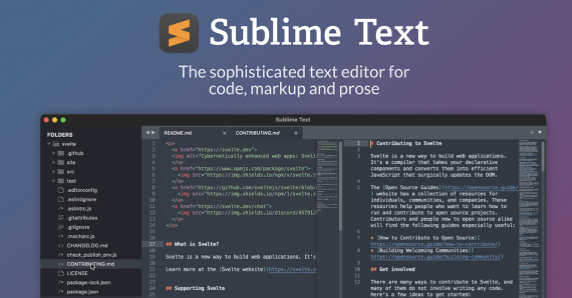 Sublime Text
The sophisticated text editor for
code, markup and prose
Sublime Text
FOLDERS
svelte
.github
site
src
test
.editorconfig
.eslintignore
.eslintrc.js
.gitattributes
.gitignore
.mocharc.js
CHANGELOG.md
check_publish_env.js
CONTRIBUTING.md
LICENSE
package-lock.json
package.json
README.md
CONTRIBUTING.md
1 <p>
2 <a href="https://svelte.dev">
3 <img alt="Cybernetically enhanced web apps: Svel
4 </a>
5 <a href="https://www.npmjs.com/package/svelte">
6 <img src="https://img.shields.io/npm/v/svelte.s
7 </a>
8 <a href="https://github.com/sveltejs/svelte/blob/
9 <img src="https://img.shields.io/npm/l/svelte.s
10 </a>
11 <a href="https://svelte.dev/chat">
12 <img src="https://img.shields.io/discord/457912
13 </a>
14 </p>
17 ## What is Svelte?
Svelte is a new way to build web applications. It's
Learn more at the [Svelte website](https://svelte.d
## Supporting Svelte
1 # Contributing to Svelte
Svelte is a new way to build web applications.
It's a compiler that takes your declarative
components and converts them into efficient
JavaScript that surgically updates the DOM.
The [Open Source Guides](https://opensource.guide/
) website has a collection of resources for
individuals, communities, and companies. These
resources help people who want to learn how to
run and contribute to open source projects.
Contributors and people new to open source alike
will find the following guides especially useful:
* [How to Contribute to Open Source](
https://opensource.guide/how-to-contribute/)
* [Building Welcoming Communities](
https://opensource.guide/building-community/)
## Get involved
There are many ways to contribute to Svelte, and
many of them do not involve writing any code.
Here's a few ideas to get started: